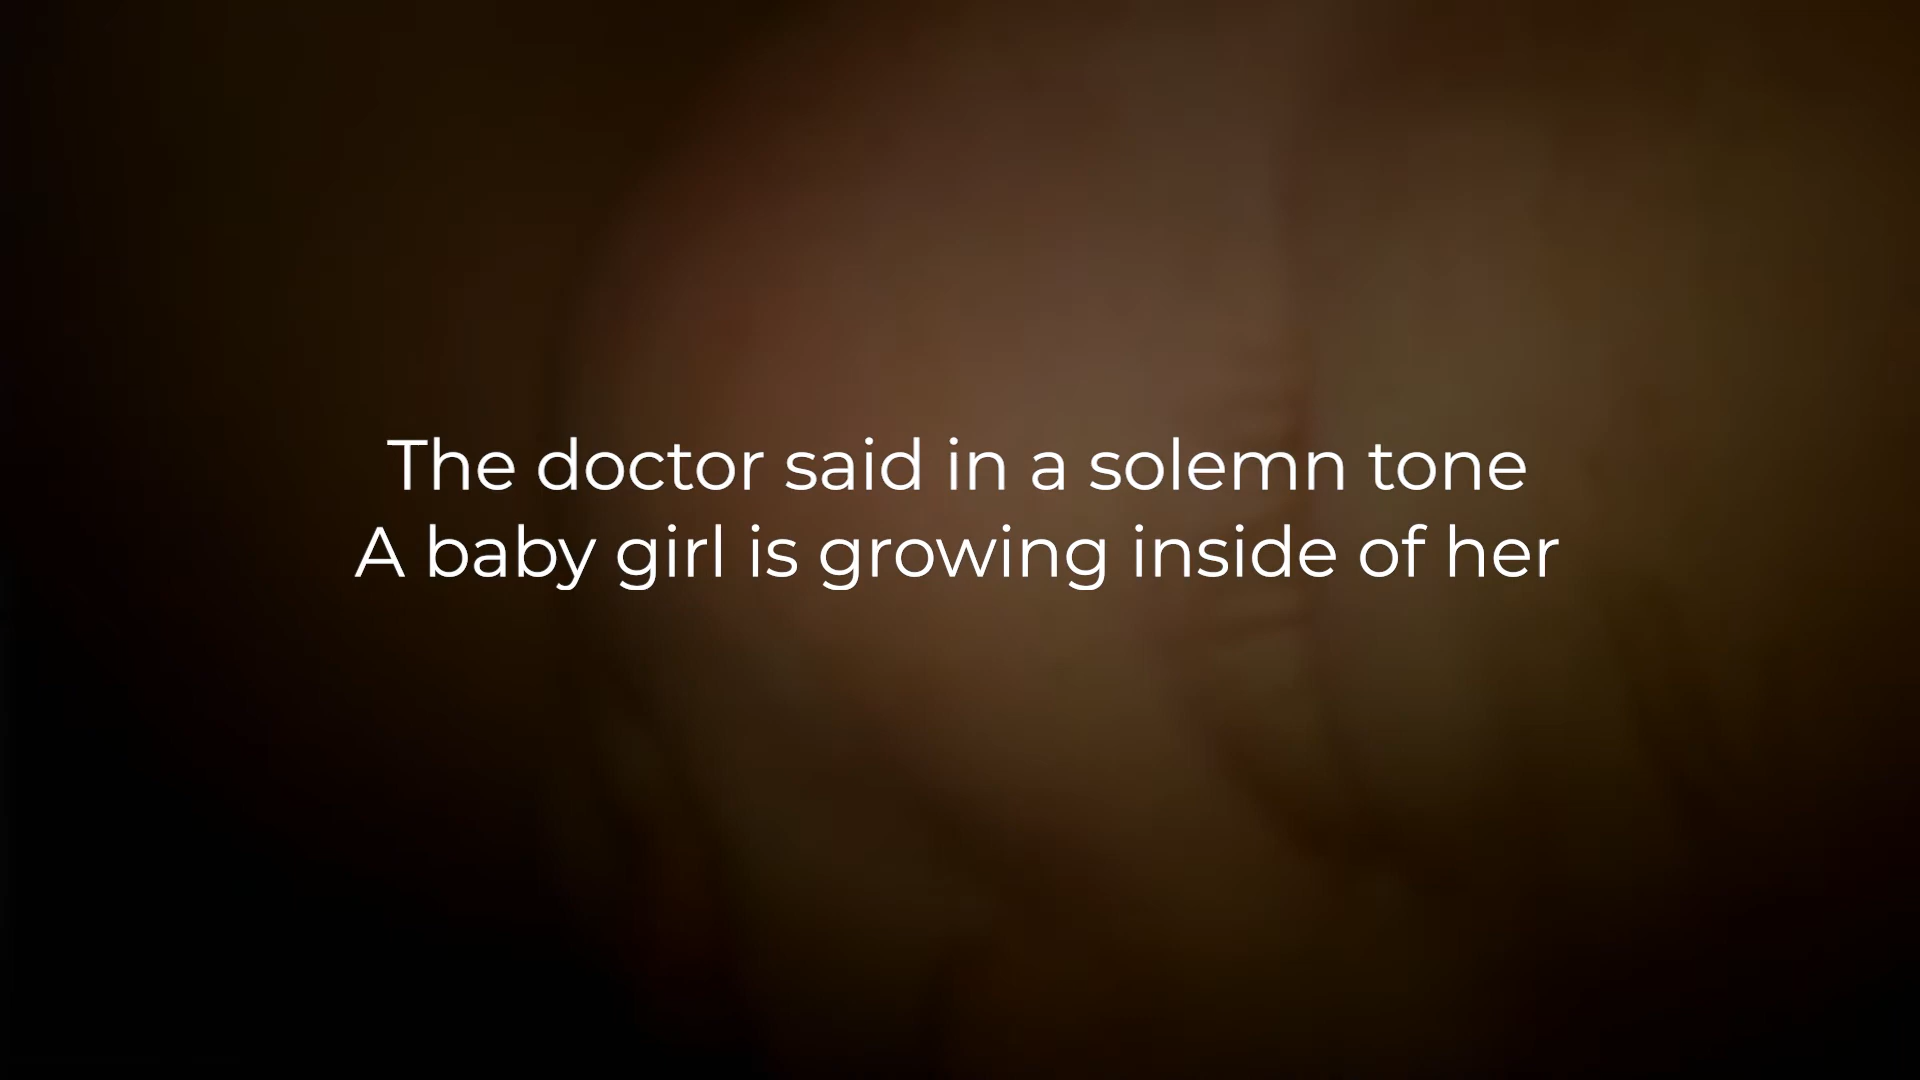 The doctor said in a solemn tone
A baby girl is growing inside of her